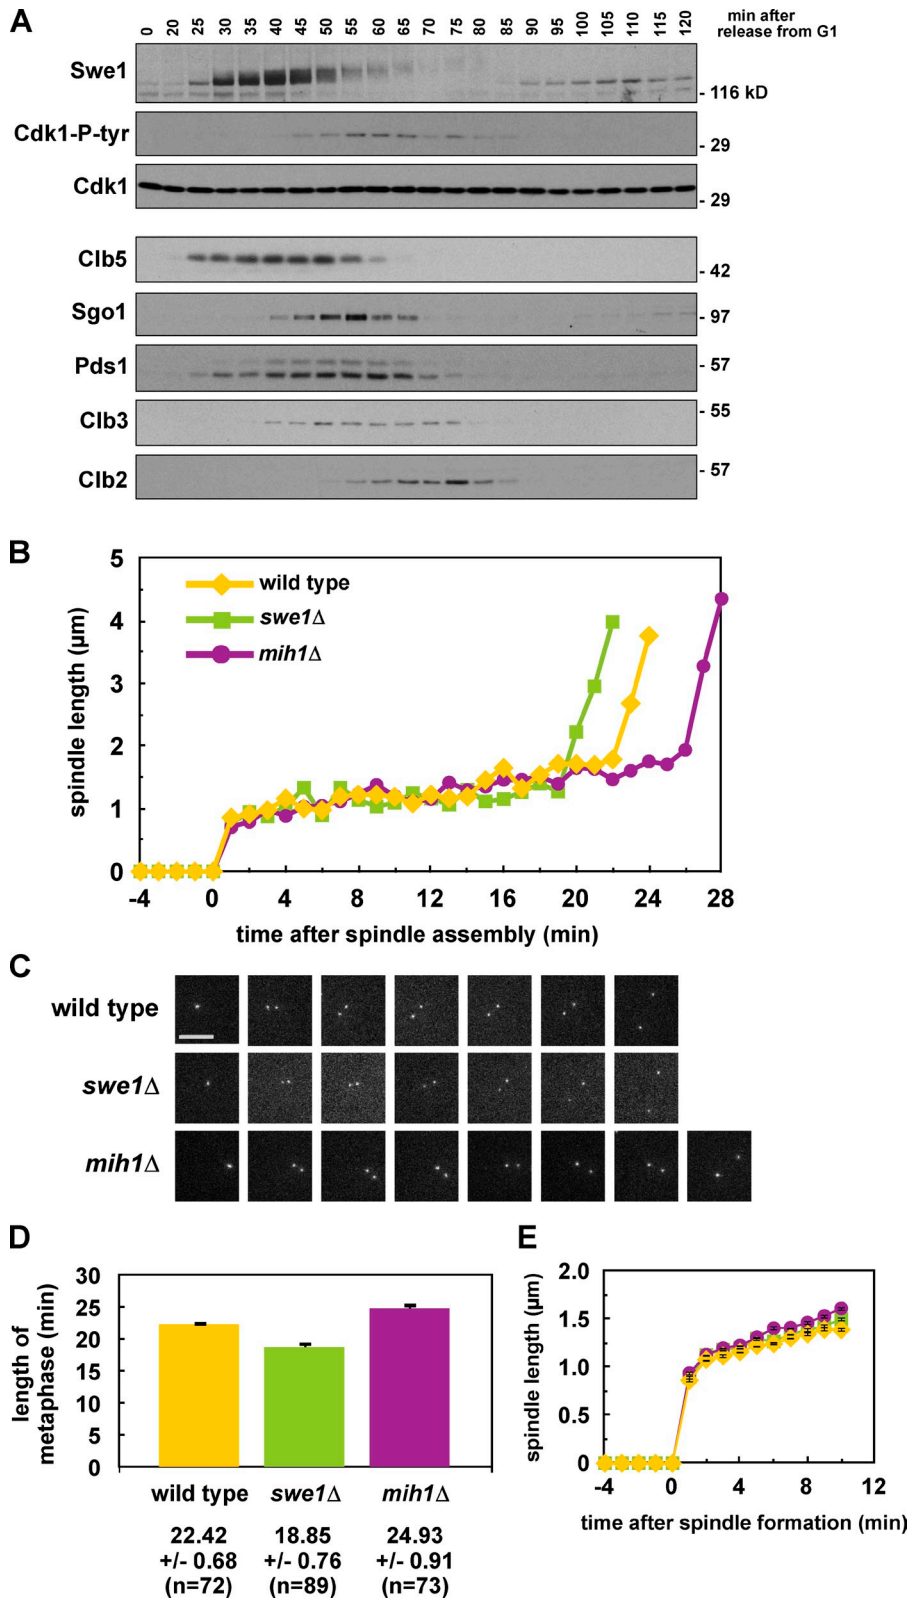 A
0 20 25 30 35 40 45 50 55 60 65 70 75 80 85 90 95 100 105 110 115 120
min after
release from G1
Swe1
- 116 kD
Cdk1-P-tyr
- 29
Cdk1
- 29
Clb5
- 42
Sgo1
- 97
Pds1
- 57
Clb3
- 55
Clb2
- 57
B
spindle length (µm)
5
4
3
2
1
0
wild type
swe1Δ
mih1Δ
-4 0 4 8 12 16 20 24 28
time after spindle assembly (min)
C
wild type
swe1Δ
mih1Δ
D
length of
metaphase (min)
30
25
20
15
10
5
0
wild type swe1Δ mih1Δ
22.42 18.85 24.93
+/- 0.68 +/- 0.76 +/- 0.91
(n=72) (n=89) (n=73)
E
spindle length (µm)
2.0
1.5
1.0
0.5
0
-4 0 4 8 12
time after spindle formation (min)